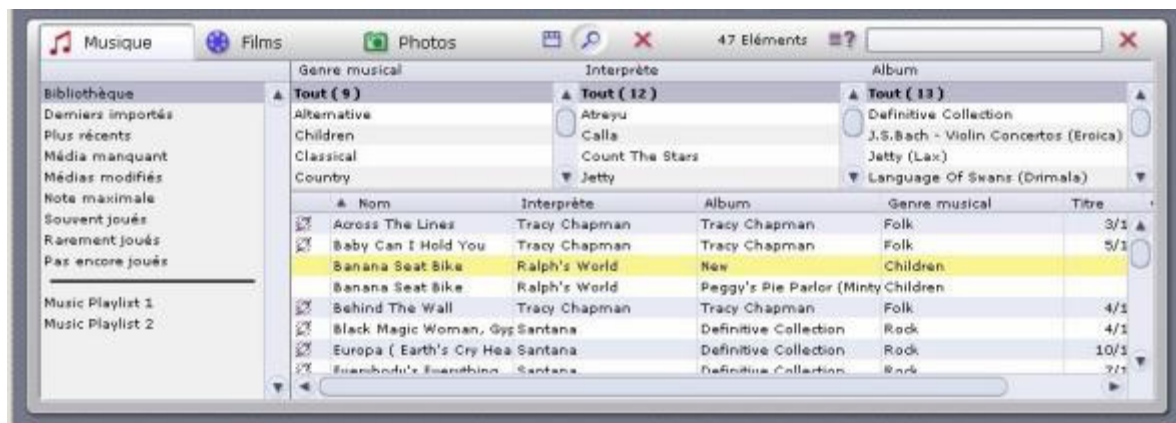 Musique Films Photos 47 Eléments ?
Genre musical Interprète Album
Bibliothèque
Derniers importés
Plus récents
Média manquant
Médias modifiés
Note maximale
Souvent joués
Rarement joués
Pas encore joués
Music Playlist 1
Music Playlist 2
Tout ( 9 ) Tout ( 12 ) Tout ( 13 )
Alternative Atreyu Definitive Collection
Children Calla J.S.Bach - Violin Concertos (Eroica)
Classical Count The Stars Jetty (Lax)
Country Jetty Language Of Swans (Drimala)
Nom Interprète Album Genre musical Titre
Across The Lines Tracy Chapman Tracy Chapman Folk 3/1
Baby Can I Hold You Tracy Chapman Tracy Chapman Folk 5/1
Banana Seat Bike Ralph's World New Children
Banana Seat Bike Ralph's World Peggy's Pie Parlor (Minty Children
Behind The Wall Tracy Chapman Tracy Chapman Folk 4/1
Black Magic Woman, Gyp Santana Definitive Collection Rock 4/1
Europa ( Earth's Cry Hea Santana Definitive Collection Rock 10/1
Everybody's Everything Santana Definitive Collection Rock